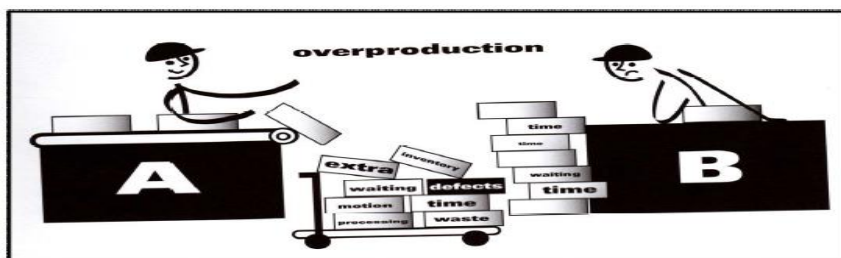 overproduction
A
extra
inventory
waiting
defects
motion
time
processing
waste
time
time
waiting
time
B